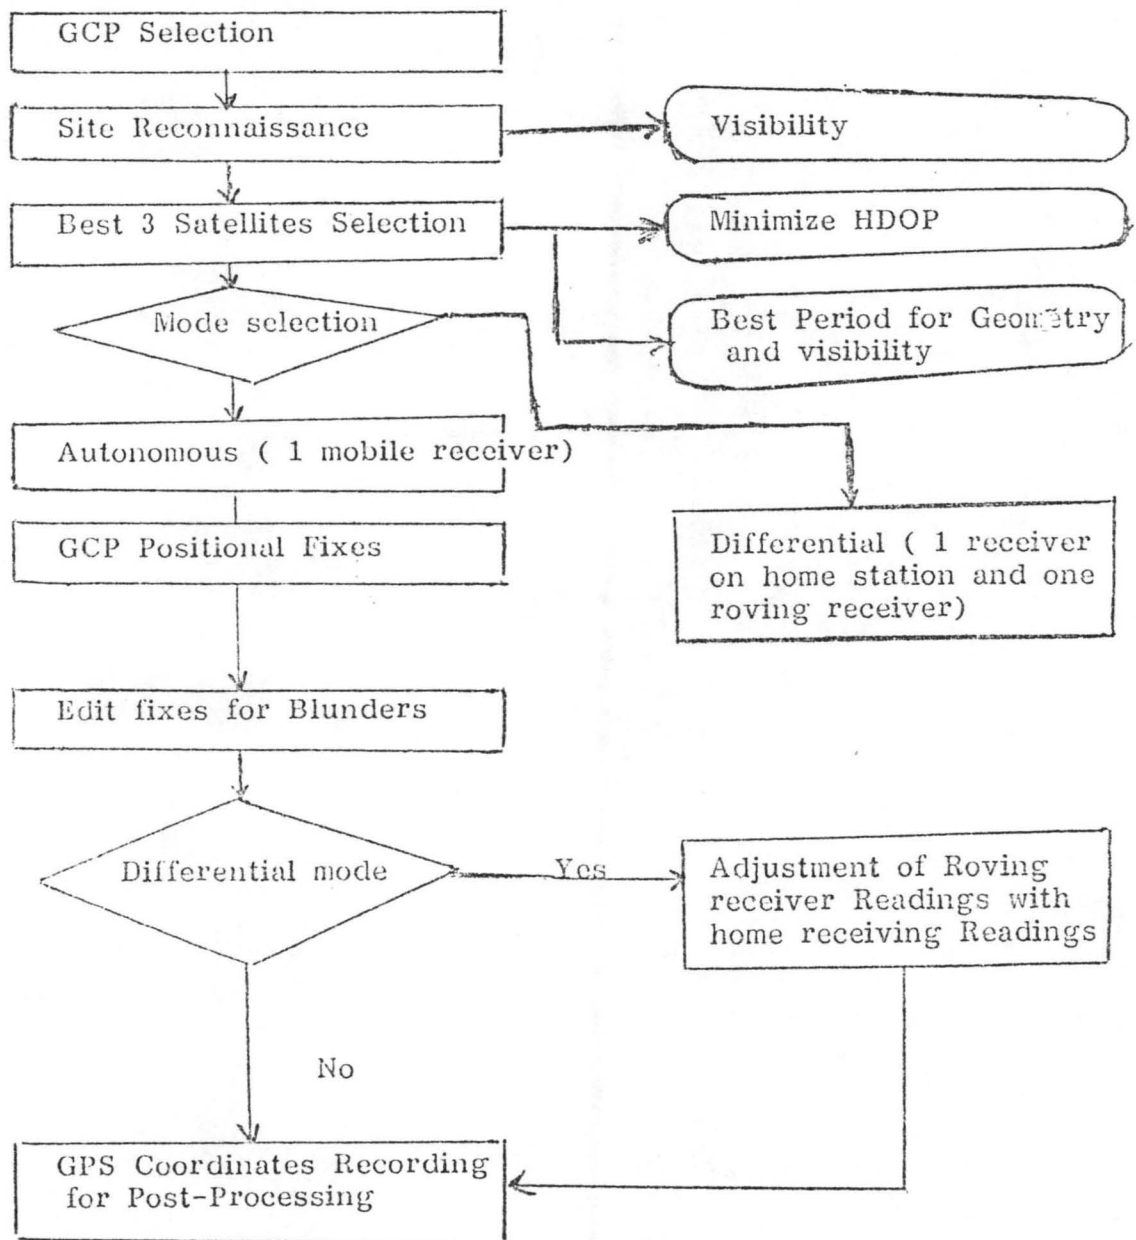 GCP Selection
Site Reconnaissance
Visibility
Best 3 Satellites Selection
Minimize HDOP
Mode selection
Best Period for Geometry
and visibility
Autonomous ( 1 mobile receiver)
GCP Positional Fixes
Differential ( 1 receiver
on home station and one
roving receiver)
Edit fixes for Blunders
Differential mode
Yes
Adjustment of Roving
receiver Readings with
home receiving Readings
No
GPS Coordinates Recording
for Post-Processing